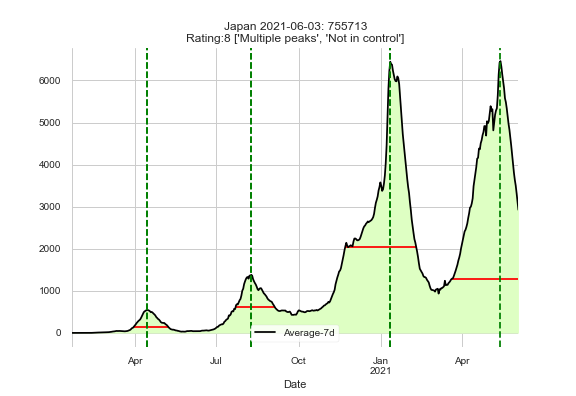 Japan 2021-06-03: 755713
Rating:8 ['Multiple peaks', 'Not in control']
6000
5000
4000
3000
2000
1000
0
Average-7d
Apr
Jul
Oct
Jan
2021
Apr
Date